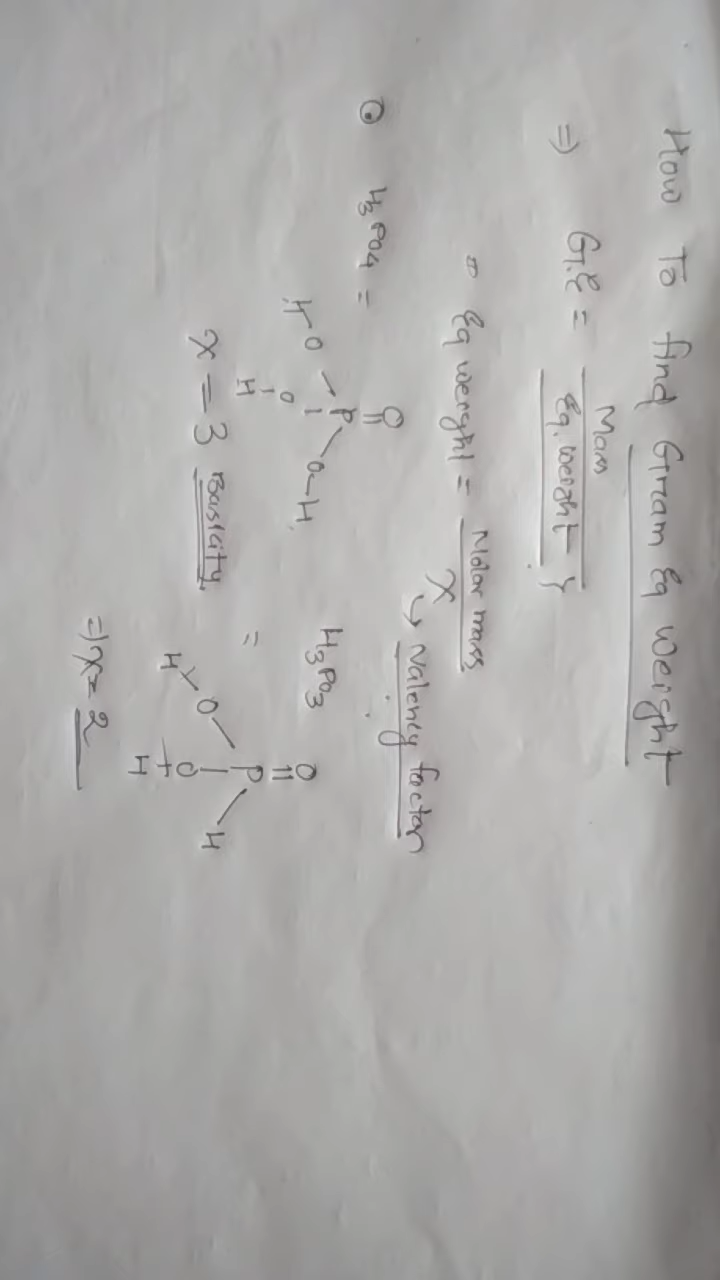 How To find Gram Eq weight
=> G.E = Mass
Eq. weight }
=> Eq weight = Molar mass
x
↳ Valency factor
⊙ H3PO4 =
O
||
H O — P — O—H
|
O
|
H
x = 3 Basicity
H3PO3
=
O
||
H O — P — H
|
O
|
H
=> x = 2